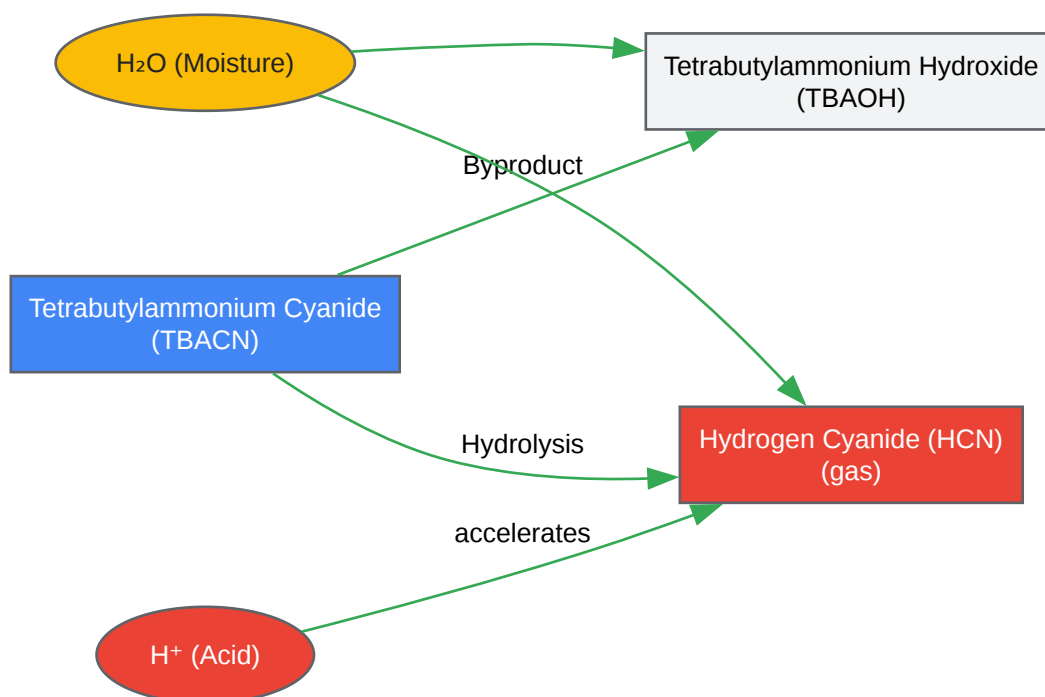 H₂O (Moisture)
Tetrabutylammonium Hydroxide
(TBAOH)
Byproduct
Tetrabutylammonium Cyanide
(TBACN)
Hydrolysis
Hydrogen Cyanide (HCN)
(gas)
accelerates
H⁺ (Acid)